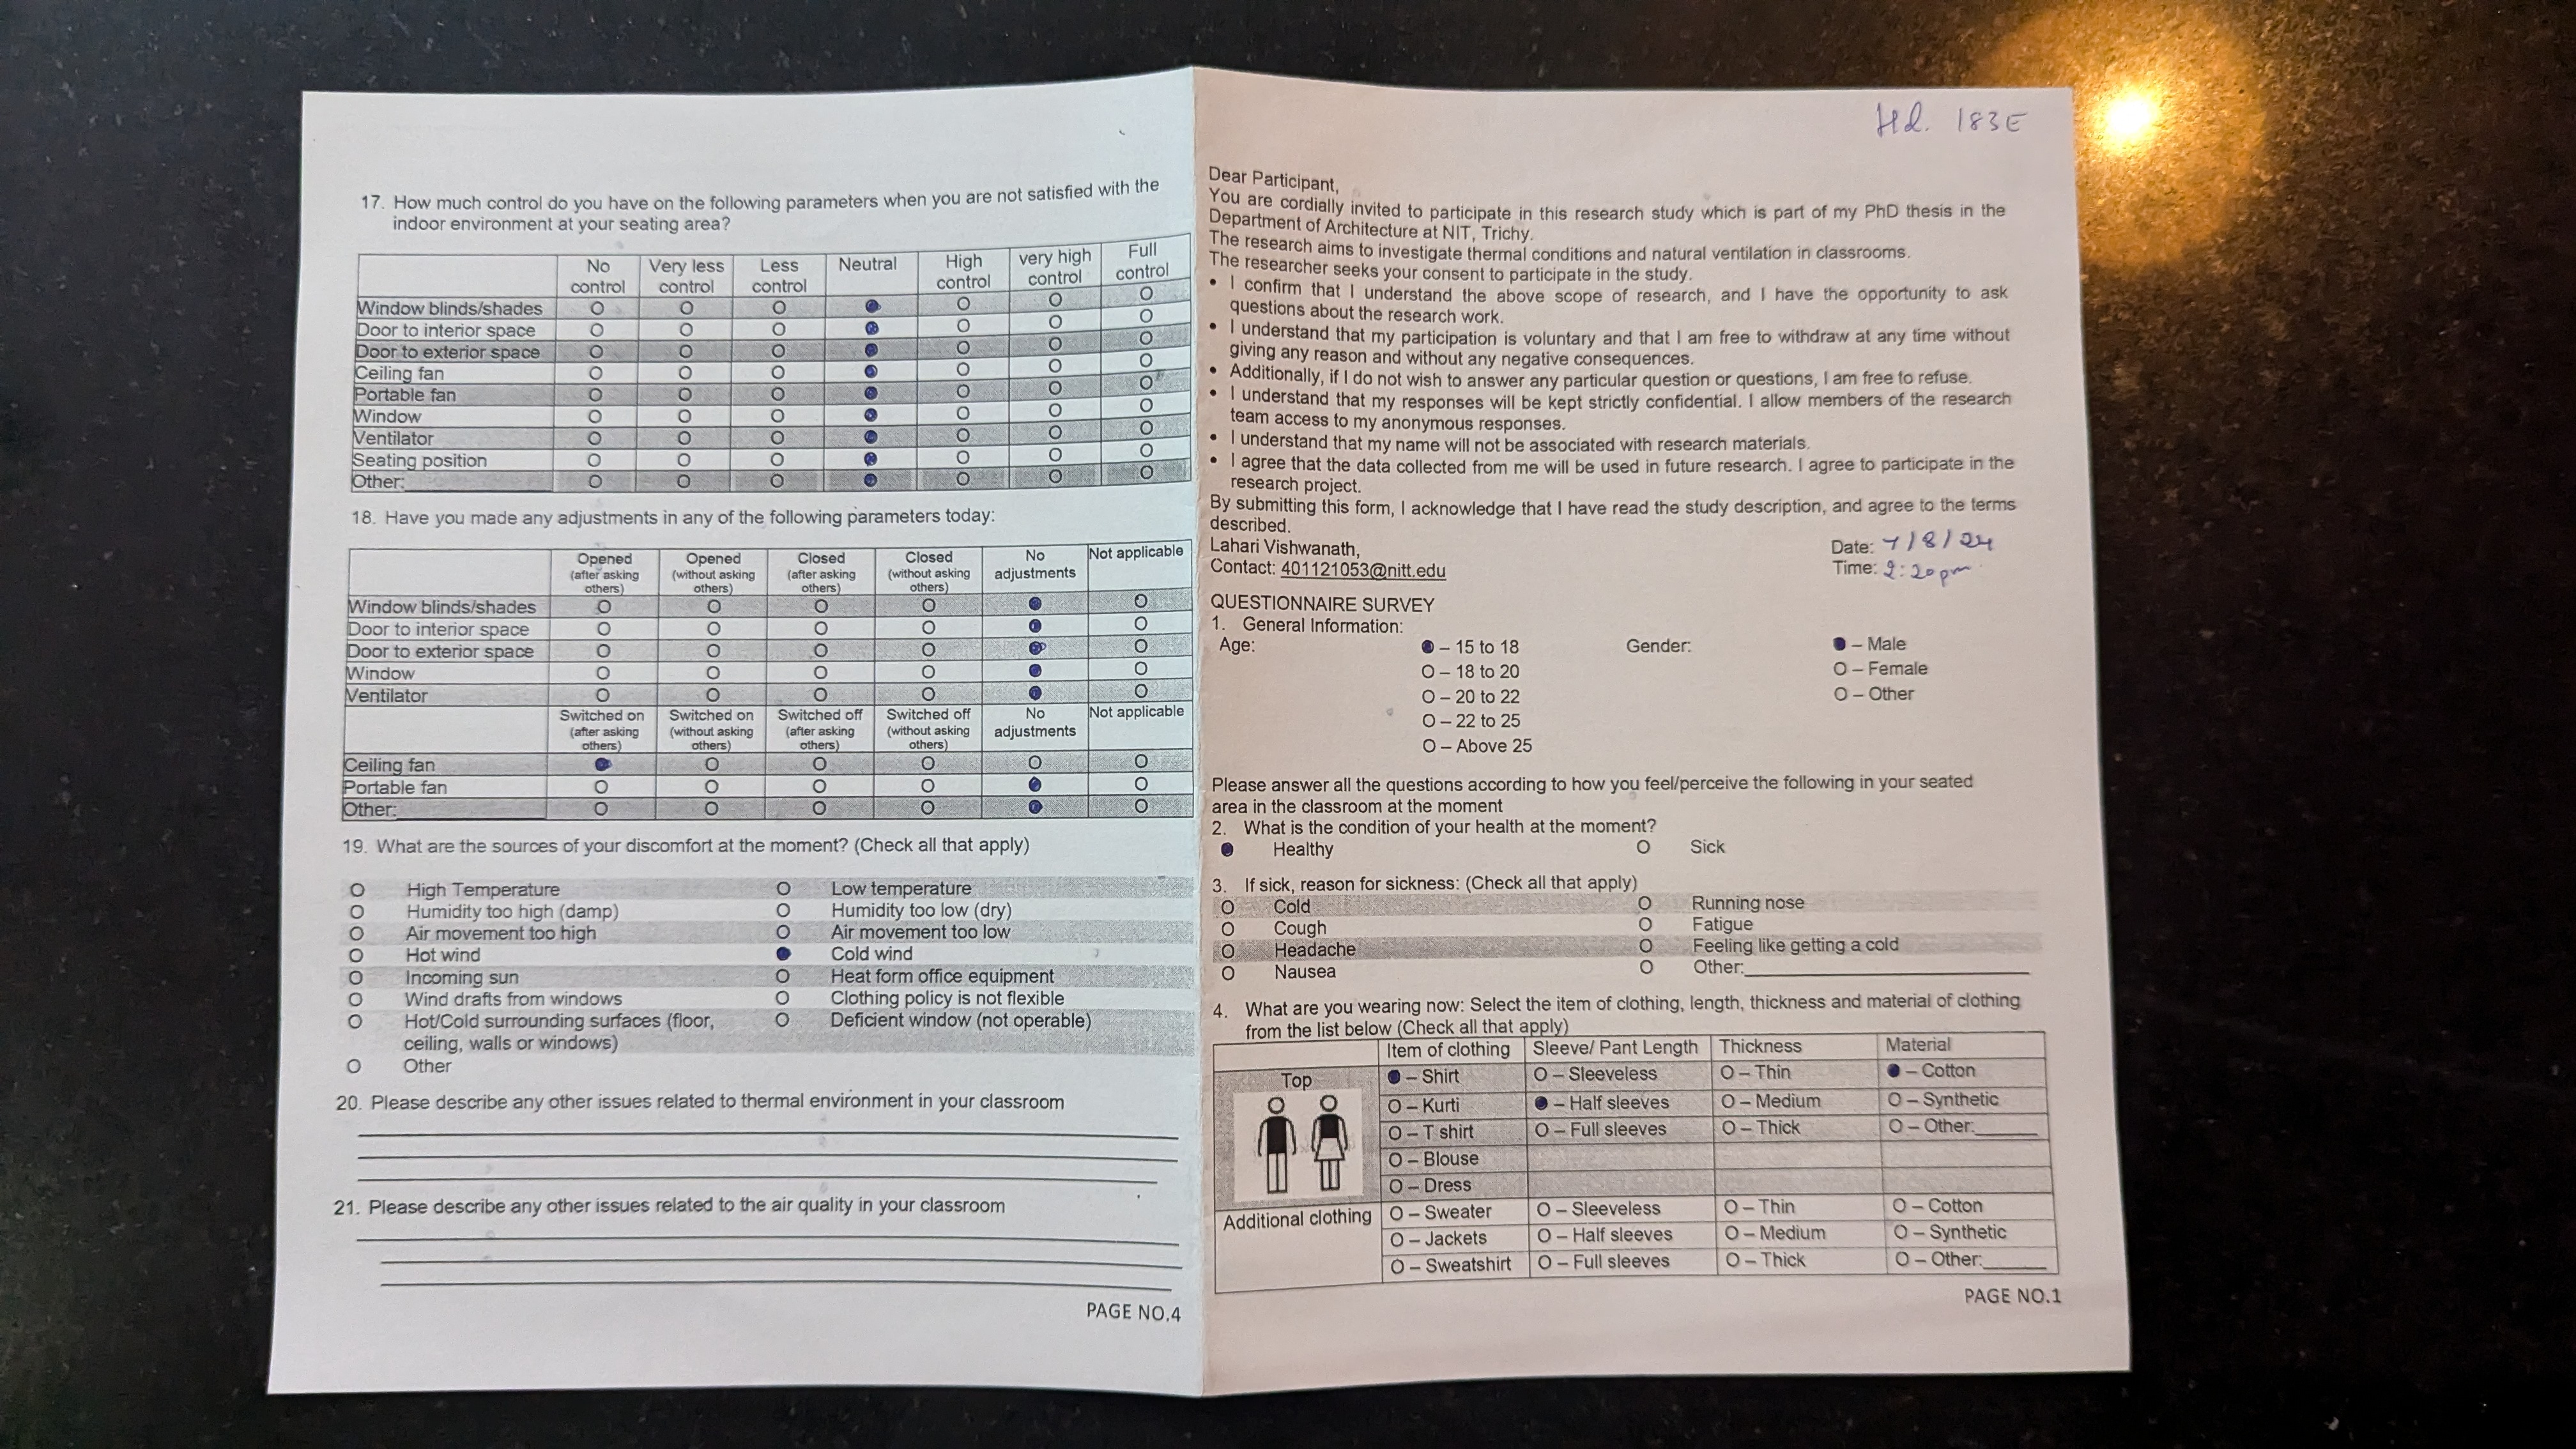 17. How much control do you have on the following parameters when you are not satisfied with the
indoor environment at your seating area?
No control Very less control Less control Neutral High control very high control Full control
Window blinds/shades O O O ● O O O
Door to interior space O O O ● O O O
Door to exterior space O O O ● O O O
Ceiling fan O O O ● O O O
Portable fan O O O ● O O O
Window O O O ● O O O
Ventilator O O O ● O O O
Seating position O O O ● O O O
Other:__________ O O O ● O O O
18. Have you made any adjustments in any of the following parameters today:
Opened (after asking others) Opened (without asking others) Closed (after asking others) Closed (without asking others) No adjustments Not applicable
Window blinds/shades O O O O ● O
Door to interior space O O O O ● O
Door to exterior space O O O O ● O
Window O O O O ● O
Ventilator O O O O ● O
Switched on (after asking others) Switched on (without asking others) Switched off (after asking others) Switched off (without asking others) No adjustments Not applicable
Ceiling fan ● O O O O O
Portable fan O O O O ● O
Other:__________ O O O O ● O
19. What are the sources of your discomfort at the moment? (Check all that apply)
O High Temperature O Low temperature
O Humidity too high (damp) O Humidity too low (dry)
O Air movement too high O Air movement too low
O Hot wind ● Cold wind
O Incoming sun O Heat form office equipment
O Wind drafts from windows O Clothing policy is not flexible
O Hot/Cold surrounding surfaces (floor, O Deficient window (not operable)
ceiling, walls or windows)
O Other
20. Please describe any other issues related to thermal environment in your classroom
21. Please describe any other issues related to the air quality in your classroom
PAGE NO.4
Hd. 183E
Dear Participant,
You are cordially invited to participate in this research study which is part of my PhD thesis in the
Department of Architecture at NIT, Trichy.
The research aims to investigate thermal conditions and natural ventilation in classrooms.
The researcher seeks your consent to participate in the study.
• I confirm that I understand the above scope of research, and I have the opportunity to ask
questions about the research work.
• I understand that my participation is voluntary and that I am free to withdraw at any time without
giving any reason and without any negative consequences.
• Additionally, if I do not wish to answer any particular question or questions, I am free to refuse.
• I understand that my responses will be kept strictly confidential. I allow members of the research
team access to my anonymous responses.
• I understand that my name will not be associated with research materials.
• I agree that the data collected from me will be used in future research. I agree to participate in the
research project.
By submitting this form, I acknowledge that I have read the study description, and agree to the terms
described.
Lahari Vishwanath, Date: 7/8/24
Contact: 401121053@nitt.edu Time: 2:20pm
QUESTIONNAIRE SURVEY
1. General Information:
Age: ● – 15 to 18 Gender: ● – Male
O – 18 to 20 O – Female
O – 20 to 22 O – Other
O – 22 to 25
O – Above 25
Please answer all the questions according to how you feel/perceive the following in your seated
area in the classroom at the moment
2. What is the condition of your health at the moment?
● Healthy O Sick
3. If sick, reason for sickness: (Check all that apply)
O Cold O Running nose
O Cough O Fatigue
O Headache O Feeling like getting a cold
O Nausea O Other:__________
4. What are you wearing now: Select the item of clothing, length, thickness and material of clothing
from the list below (Check all that apply)
Item of clothing Sleeve/ Pant Length Thickness Material
Top ● – Shirt O – Sleeveless O – Thin ● – Cotton
O – Kurti ● – Half sleeves O – Medium O – Synthetic
O – T shirt O – Full sleeves O – Thick O – Other:______
O – Blouse
O – Dress
Additional clothing O – Sweater O – Sleeveless O – Thin O – Cotton
O – Jackets O – Half sleeves O – Medium O – Synthetic
O – Sweatshirt O – Full sleeves O – Thick O – Other:______
PAGE NO.1